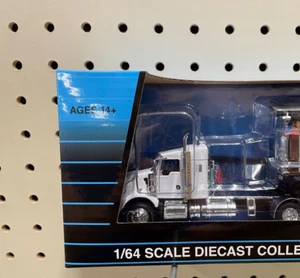 AGES 14+
1/64 SCALE DIECAST COLLE